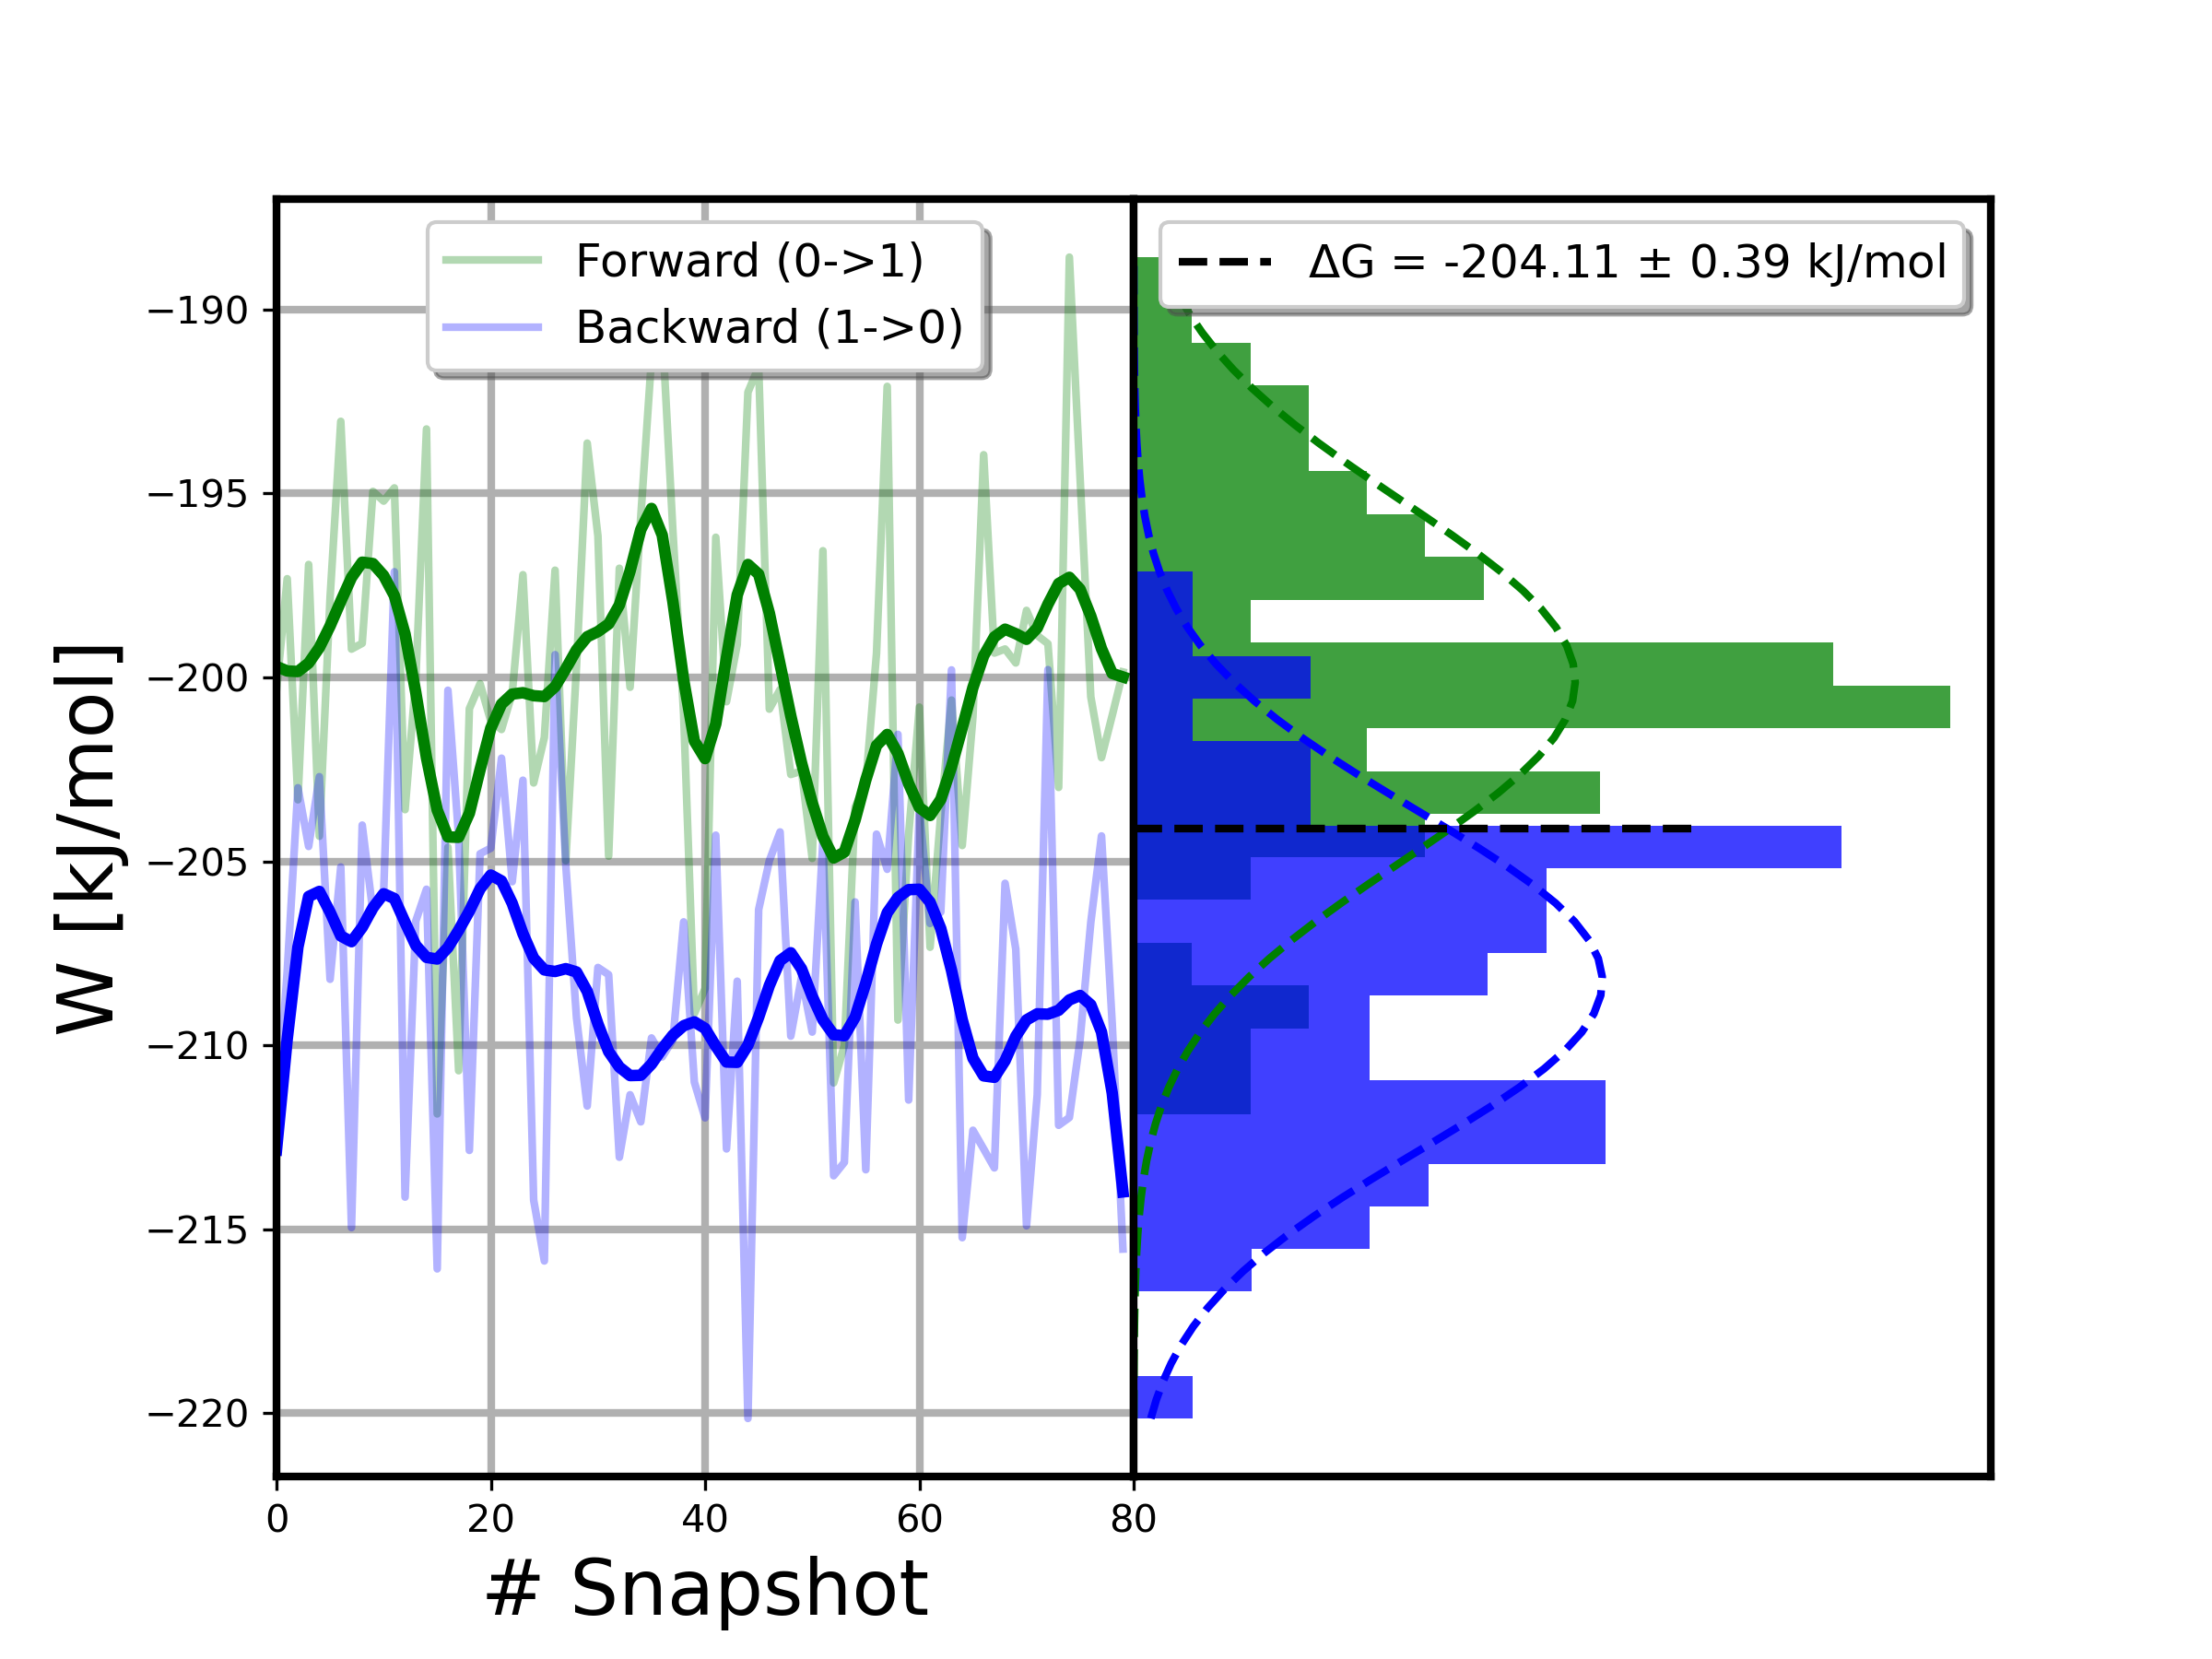 Forward (0->1)
Backward (1->0)
ΔG = -204.11 ± 0.39 kJ/mol
−190
−195
−200
−205
−210
−215
−220
W [kJ/mol]
0 20 40 60 80
# Snapshot